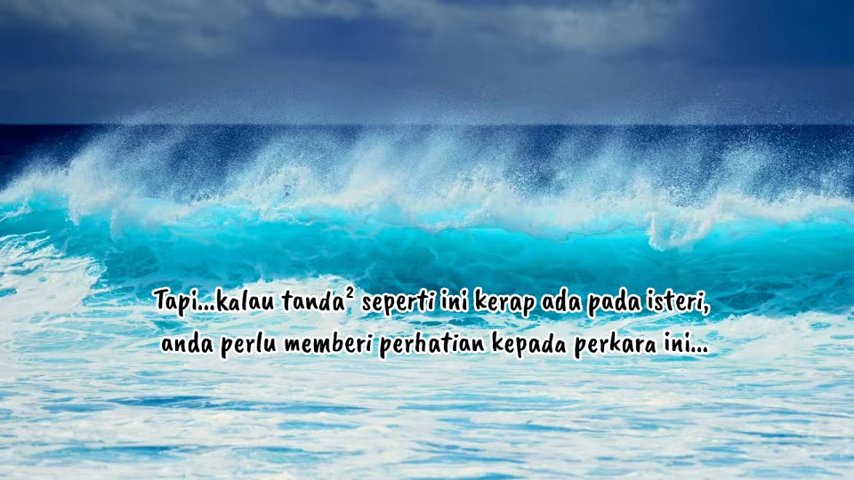 Tapi...kalau tanda² seperti ini kerap ada pada isteri,
anda perlu memberi perhatian kepada perkara ini...